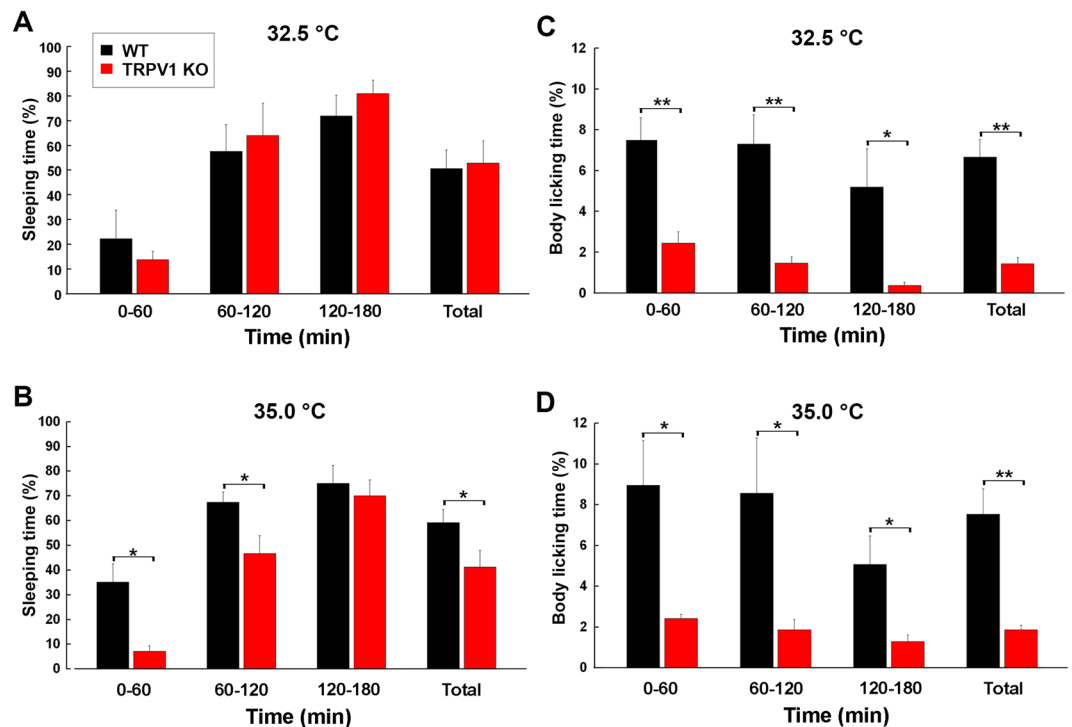 A
32.5 °C
WT
TRPV1 KO
Sleeping time (%)
100
90
80
70
60
50
40
30
20
10
0
0-60
60-120
120-180
Total
Time (min)
C
32.5 °C
Body licking time (%)
12
10
8
6
4
2
0
**
**
*
**
0-60
60-120
120-180
Total
Time (min)
B
35.0 °C
Sleeping time (%)
100
90
80
70
60
50
40
30
20
10
0
*
*
*
0-60
60-120
120-180
Total
Time (min)
D
35.0 °C
Body licking time (%)
12
10
8
6
4
2
0
*
*
*
**
0-60
60-120
120-180
Total
Time (min)